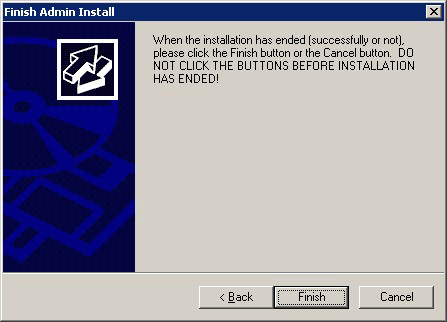 Finish Admin Install
When the installation has ended (successfully or not),
please click the Finish button or the Cancel button.  DO
NOT CLICK THE BUTTONS BEFORE INSTALLATION
HAS ENDED!
< Back
Finish
Cancel